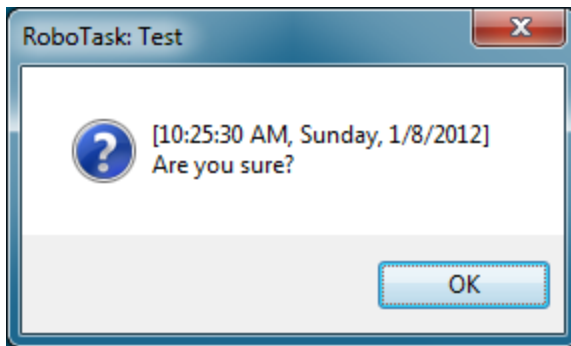 RoboTask: Test
[10:25:30 AM, Sunday, 1/8/2012]
Are you sure?
OK